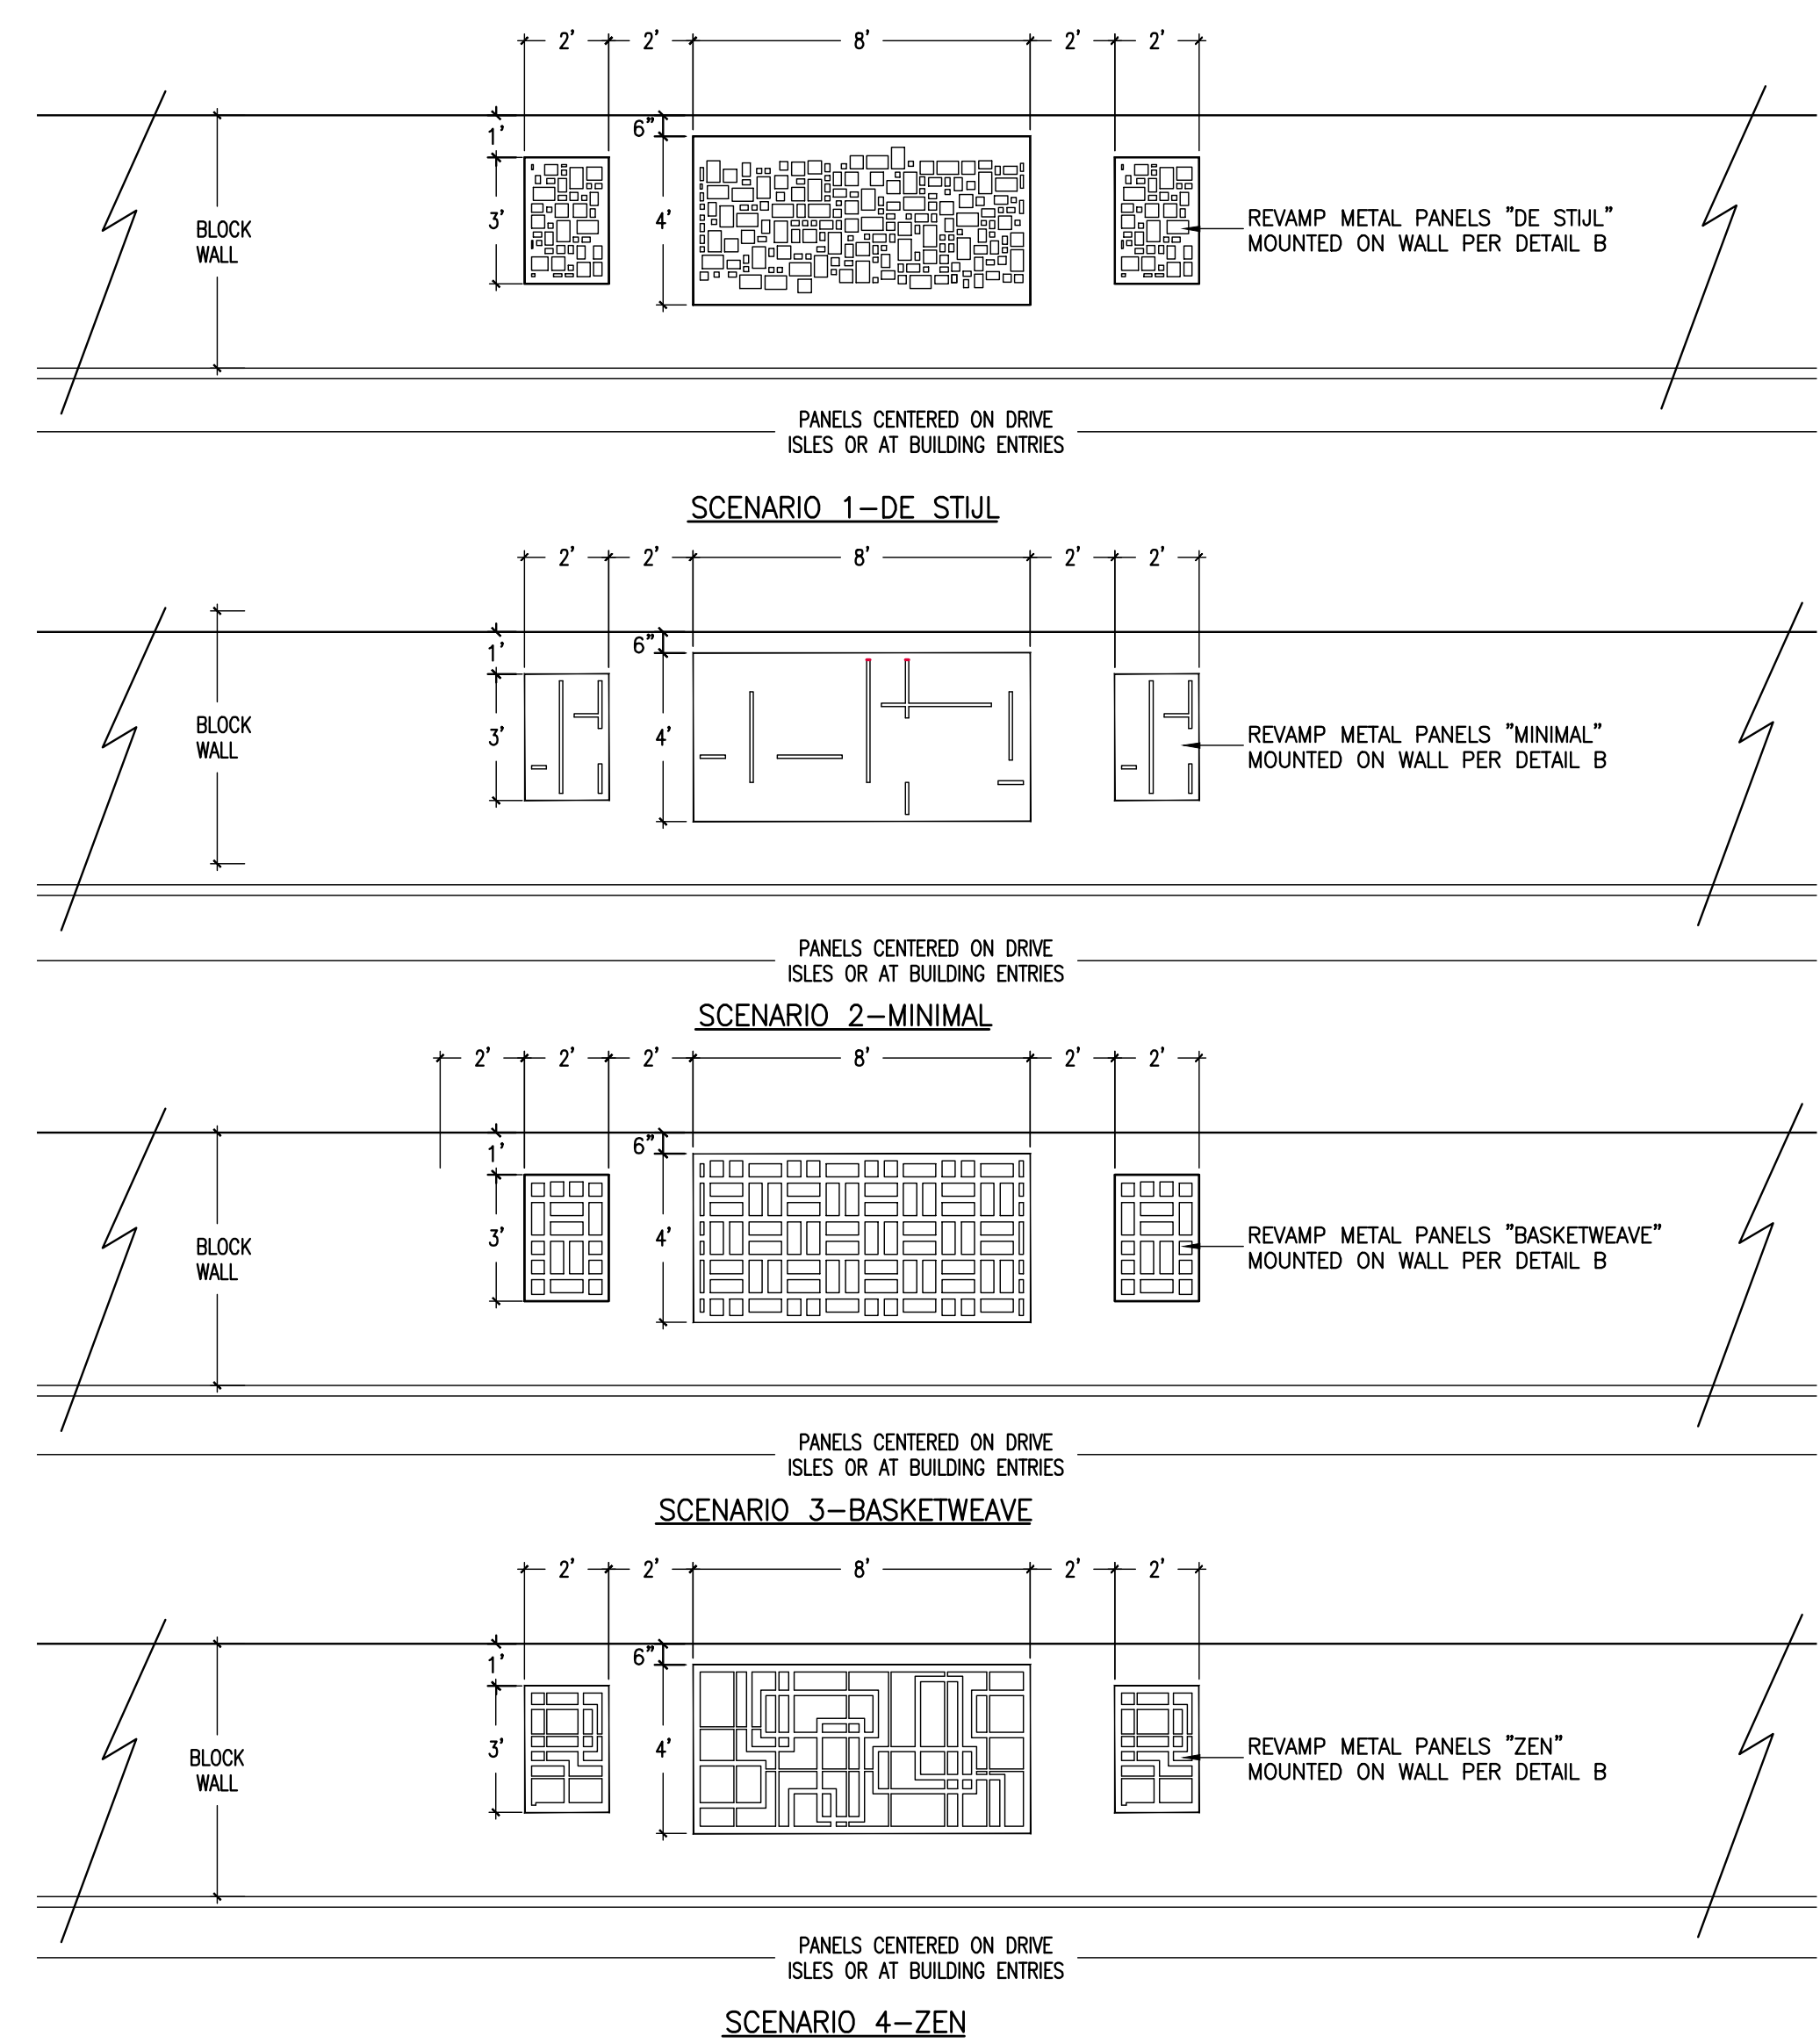 2' 2' 8' 2' 2'
1' 6"
3' 4'
BLOCK
WALL
REVAMP METAL PANELS "DE STIJL"
MOUNTED ON WALL PER DETAIL B
PANELS CENTERED ON DRIVE
ISLES OR AT BUILDING ENTRIES
SCENARIO 1-DE STIJL
2' 2' 8' 2' 2'
1' 6"
3' 4'
BLOCK
WALL
REVAMP METAL PANELS "MINIMAL"
MOUNTED ON WALL PER DETAIL B
PANELS CENTERED ON DRIVE
ISLES OR AT BUILDING ENTRIES
SCENARIO 2-MINIMAL
2' 2' 2' 8' 2' 2'
1' 6"
3' 4'
BLOCK
WALL
REVAMP METAL PANELS "BASKETWEAVE"
MOUNTED ON WALL PER DETAIL B
PANELS CENTERED ON DRIVE
ISLES OR AT BUILDING ENTRIES
SCENARIO 3-BASKETWEAVE
2' 2' 8' 2' 2'
1' 6"
3' 4'
BLOCK
WALL
REVAMP METAL PANELS "ZEN"
MOUNTED ON WALL PER DETAIL B
PANELS CENTERED ON DRIVE
ISLES OR AT BUILDING ENTRIES
SCENARIO 4-ZEN